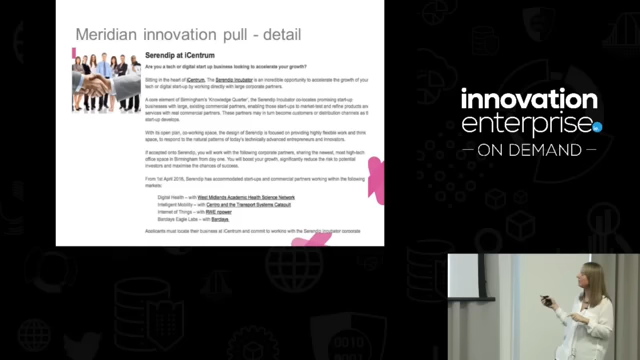 Meridian innovation pull - detail
Serendip at iCentrum
Are you a tech or digital start up business looking to accelerate your growth?
Sitting in the heart of iCentrum, The Serendip Incubator is an incredible opportunity to accelerate the growth of your
tech or digital start-up by working directly with large corporate partners.
A core element of Birmingham's 'Knowledge Quarter', the Serendip Incubator co-locates promising start-up
businesses with large, existing commercial partners, enabling those start-ups to market test and refine products are
services with real commercial partners. These partners may in turn become customers or distribution channels as it
start-up develops.
With its open plan, co-working space, the design of Serendip is focused on providing highly flexible work and think
space, to respond to the natural patterns of today's technically advanced entrepreneurs and innovators.
If accepted onto Serendip, you will work with the following corporate partners, sharing the newest, most high-tech
office space in Birmingham from day one. You will boost your growth, significantly reduce the risk to potential
investors and maximise the chances of success.
From 1st April 2016, Serendip has accommodated start-ups and commercial partners working within the following
markets:
Digital Health – with West Midlands Academic Health Science Network
Intelligent Mobility – with Centro and the Transport Systems Catapult
Internet of Things – with RWE npower
Barclays Eagle Labs – with Barclays.
Applicants must locate their business at iCentrum and commit to working with the Serendip Incubator corporate
innovation
enterprise
– ON DEMAND –